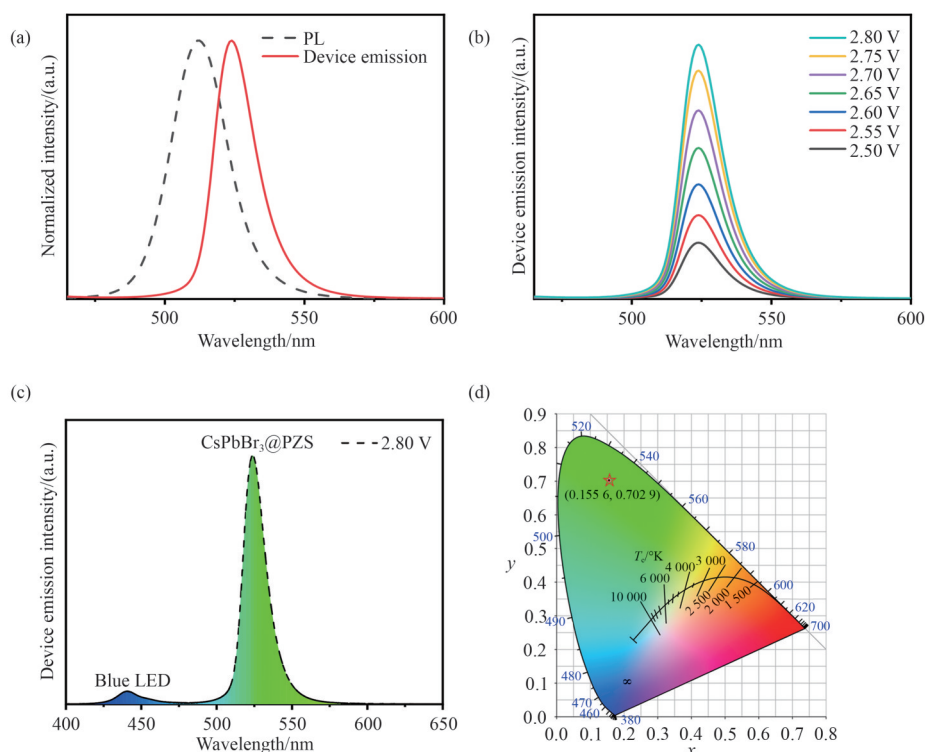 (a)
PL
Device emission
Normalized intensity/(a.u.)
500
550
600
Wavelength/nm
(b)
2.80 V
2.75 V
2.70 V
2.65 V
2.60 V
2.55 V
2.50 V
Device emission intensity/(a.u.)
500
550
600
Wavelength/nm
(c)
CsPbBr₃@PZS
2.80 V
Blue LED
Device emission intensity/(a.u.)
400
450
500
550
600
650
Wavelength/nm
(d)
0.9
0.8
0.7
0.6
0.5
0.4
0.3
0.2
0.1
0.0
y
520
540
560
580
600
620
700
500
490
480
470
460
380
(0.155 6, 0.702 9)
Tc/°K
3 000
4 000
6 000
10 000
2 500
2 000
1 500
∞
0.0 0.1 0.2 0.3 0.4 0.5 0.6 0.7 0.8
x